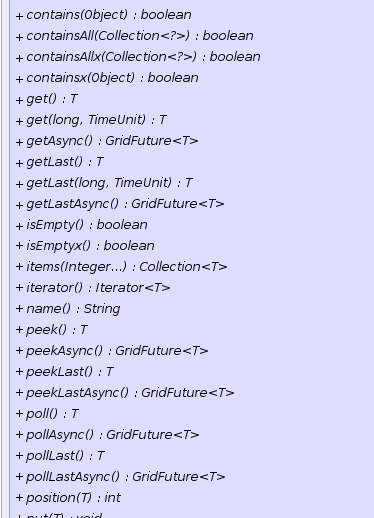 + contains(Object) : boolean
+ containsAll(Collection<?>) : boolean
+ containsAllx(Collection<?>) : boolean
+ containsx(Object) : boolean
+ get() : T
+ get(long, TimeUnit) : T
+ getAsync() : GridFuture<T>
+ getLast() : T
+ getLast(long, TimeUnit) : T
+ getLastAsync() : GridFuture<T>
+ isEmpty() : boolean
+ isEmptyx() : boolean
+ items(Integer...) : Collection<T>
+ iterator() : Iterator<T>
+ name() : String
+ peek() : T
+ peekAsync() : GridFuture<T>
+ peekLast() : T
+ peekLastAsync() : GridFuture<T>
+ poll() : T
+ pollAsync() : GridFuture<T>
+ pollLast() : T
+ pollLastAsync() : GridFuture<T>
+ position(T) : int
+ put(T) : void